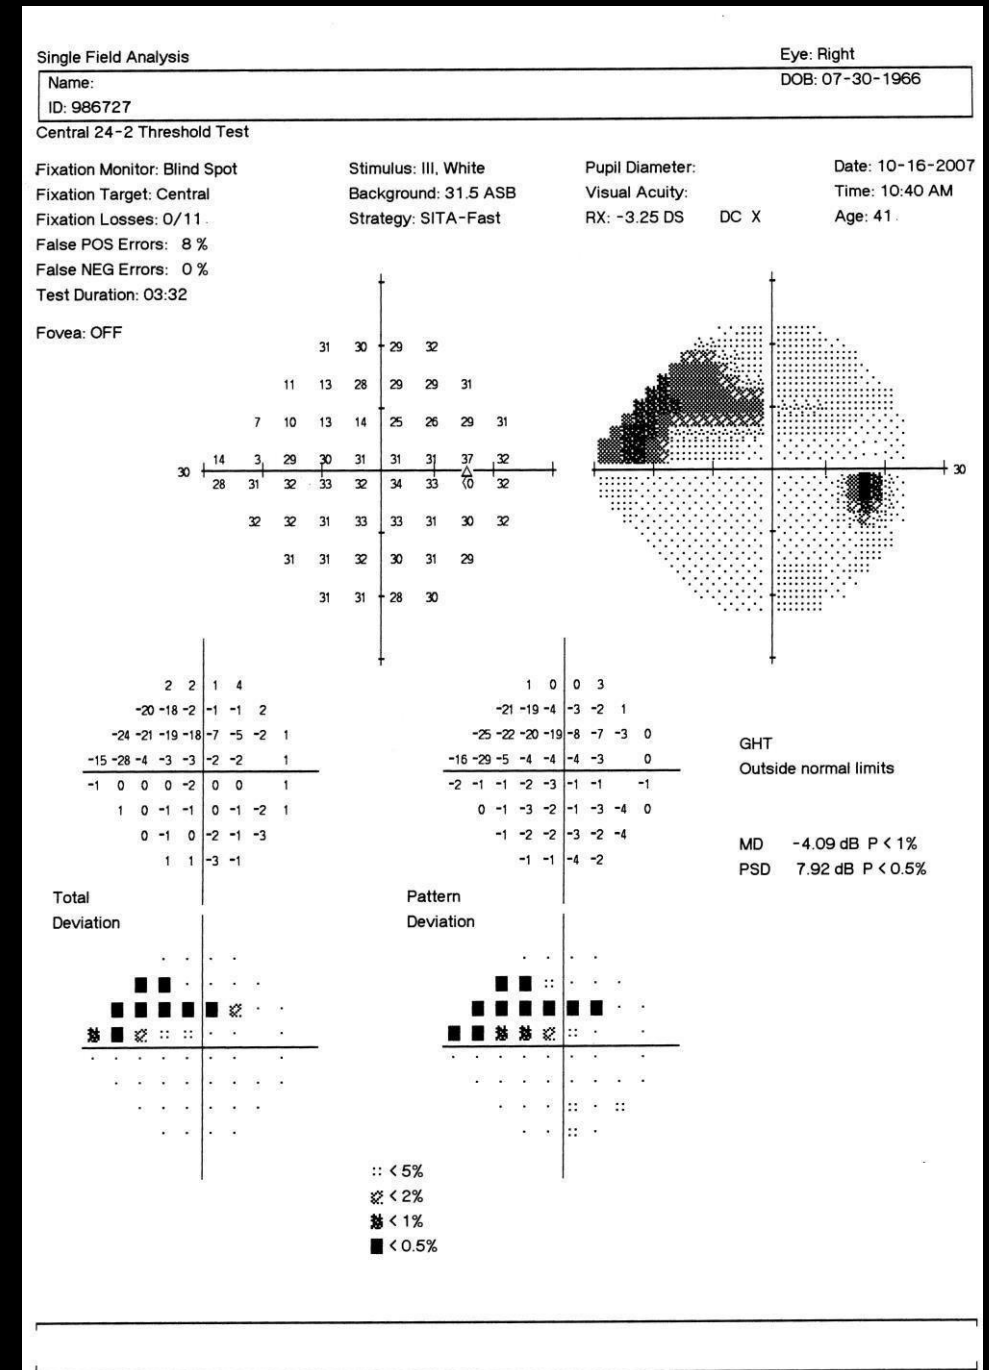 Single Field Analysis
Eye: Right
Name:
DOB: 07-30-1966
ID: 986727
Central 24-2 Threshold Test
Fixation Monitor: Blind Spot
Stimulus: III, White
Pupil Diameter:
Date: 10-16-2007
Fixation Target: Central
Background: 31.5 ASB
Visual Acuity:
Time: 10:40 AM
Fixation Losses: 0/11
Strategy: SITA-Fast
RX: -3.25 DS DC X
Age: 41
False POS Errors: 8 %
False NEG Errors: 0 %
Test Duration: 03:32
Fovea: OFF
31 30 29 32
11 13 28 29 29 31
7 10 13 14 25 26 29 31
30 14 3 29 30 31 31 31 37 32 30
28 31 32 33 32 34 33 <0 32
32 32 31 33 33 31 30 32
31 31 32 30 31 29
31 31 28 30
2 2 1 4
-20 -18 -2 -1 -1 2
-24 -21 -19 -18 -7 -5 -2 1
-15 -28 -4 -3 -3 -2 -2 1
-1 0 0 0 -2 0 0 1
1 0 -1 -1 0 -1 -2 1
0 -1 0 -2 -1 -3
1 1 -3 -1
Total
Deviation
1 0 0 3
-21 -19 -4 -3 -2 1
-25 -22 -20 -19 -8 -7 -3 0
-16 -29 -5 -4 -4 -4 -3 0
-2 -1 -1 -2 -3 -1 -1 -1
0 -1 -3 -2 -1 -3 -4 0
-1 -2 -2 -3 -2 -4
-1 -1 -4 -2
Pattern
Deviation
GHT
Outside normal limits
MD -4.09 dB P < 1%
PSD 7.92 dB P < 0.5%
< 5%
< 2%
< 1%
< 0.5%